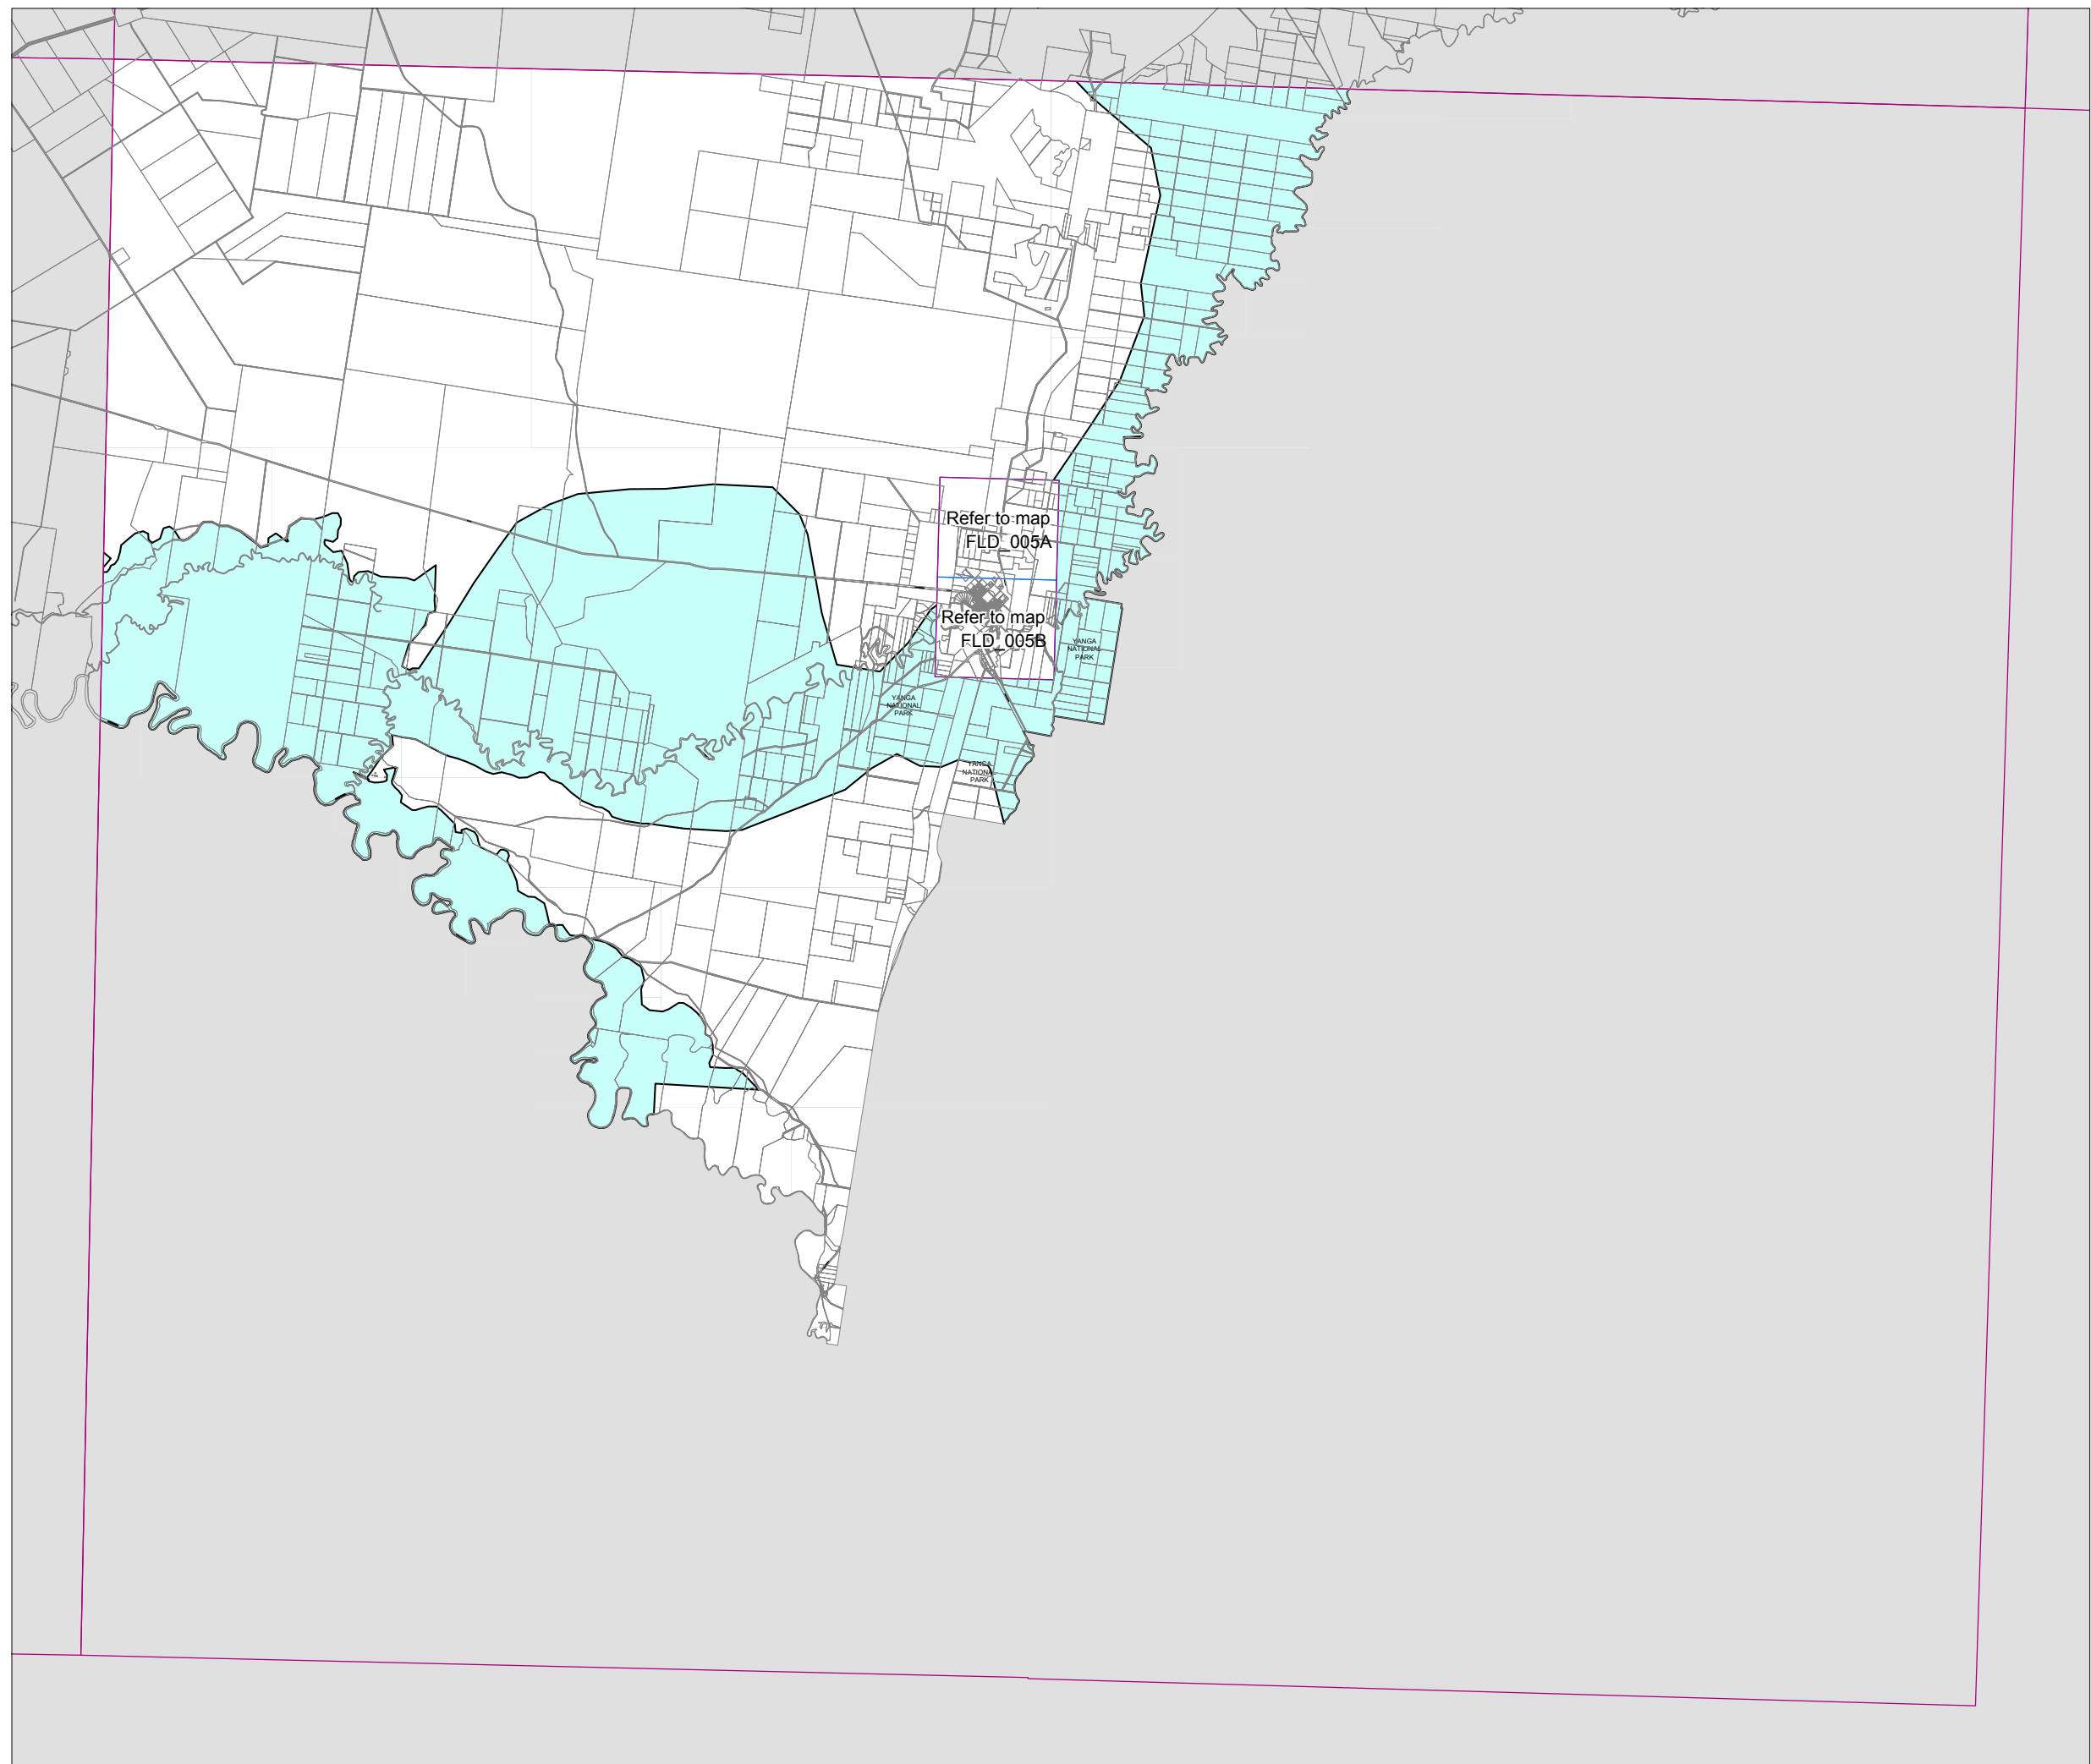 Refer to map
FLD_005A
Refer to map
FLD_005B
YANGA
NATIONAL
PARK
YANGA
NATIONAL
PARK
YANGA
NATIONAL
PARK